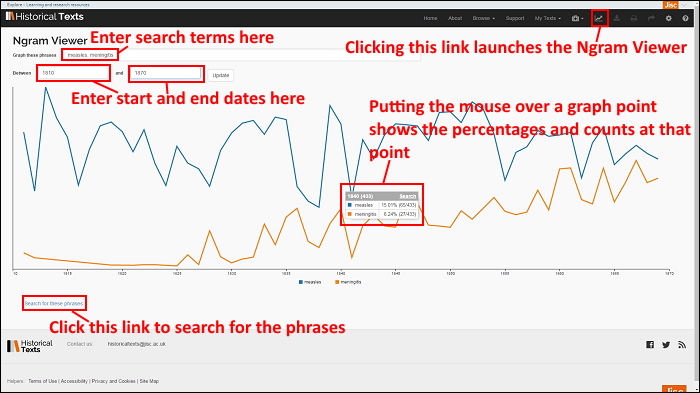 Explore : Learning and research resources
Jisc
Historical Texts
Home About Browse Support My Texts
Ngram Viewer
Enter search terms here
Clicking this link launches the Ngram Viewer
Graph these phrases measles, meningitis
Between 1810 and 1870 Update
Enter start and end dates here
Putting the mouse over a graph point
shows the percentages and counts at that
point
1840 (433) Search
measles 15.01% (65/433)
meningitis 6.24% (27/433)
10 1815 1820 1825 1830 1835 1840 1845 1850 1855 1860 1865 1870
measles meningitis
Search for these phrases
Click this link to search for the phrases
Historical
Texts
Contact us: historicaltexts@jisc.ac.uk
Helpers: Terms of Use | Accessibility | Privacy and Cookies | Site Map
Jisc